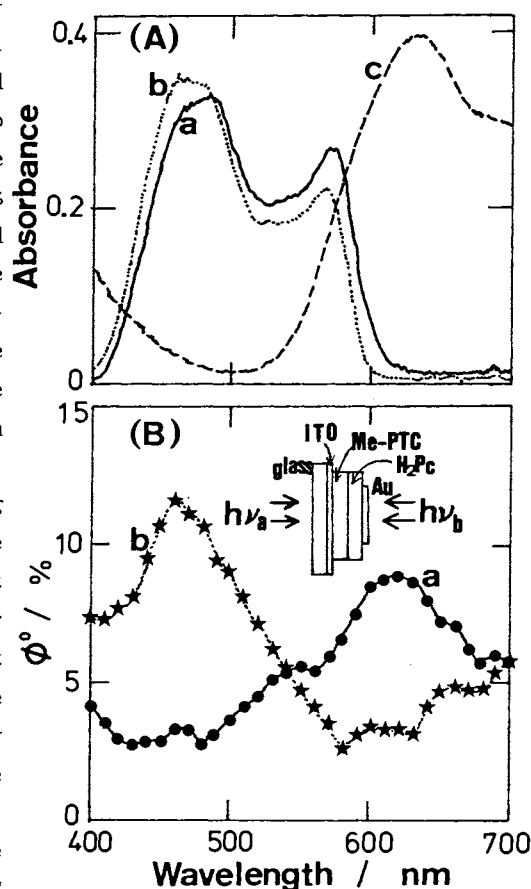 0.4
(A)
b
c
a
0.2
Absorbance
0
15
(B)
ITO
Me-PTC
glass
H2Pc
Au
hνa
hνb
b
a
10
5
0
ϕ° / %
400
500
600
700
Wavelength / nm